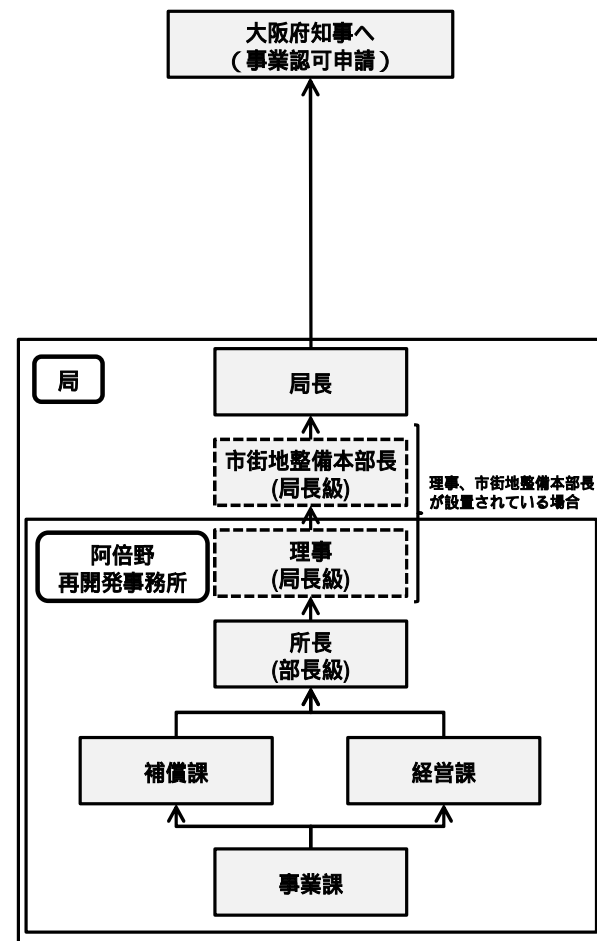 大阪府知事へ
（事業認可申請）
局
局長
市街地整備本部長
(局長級)
理事、市街地整備本部長
が設置されている場合
阿倍野
再開発事務所
理事
(局長級)
所長
(部長級)
補償課
経営課
事業課